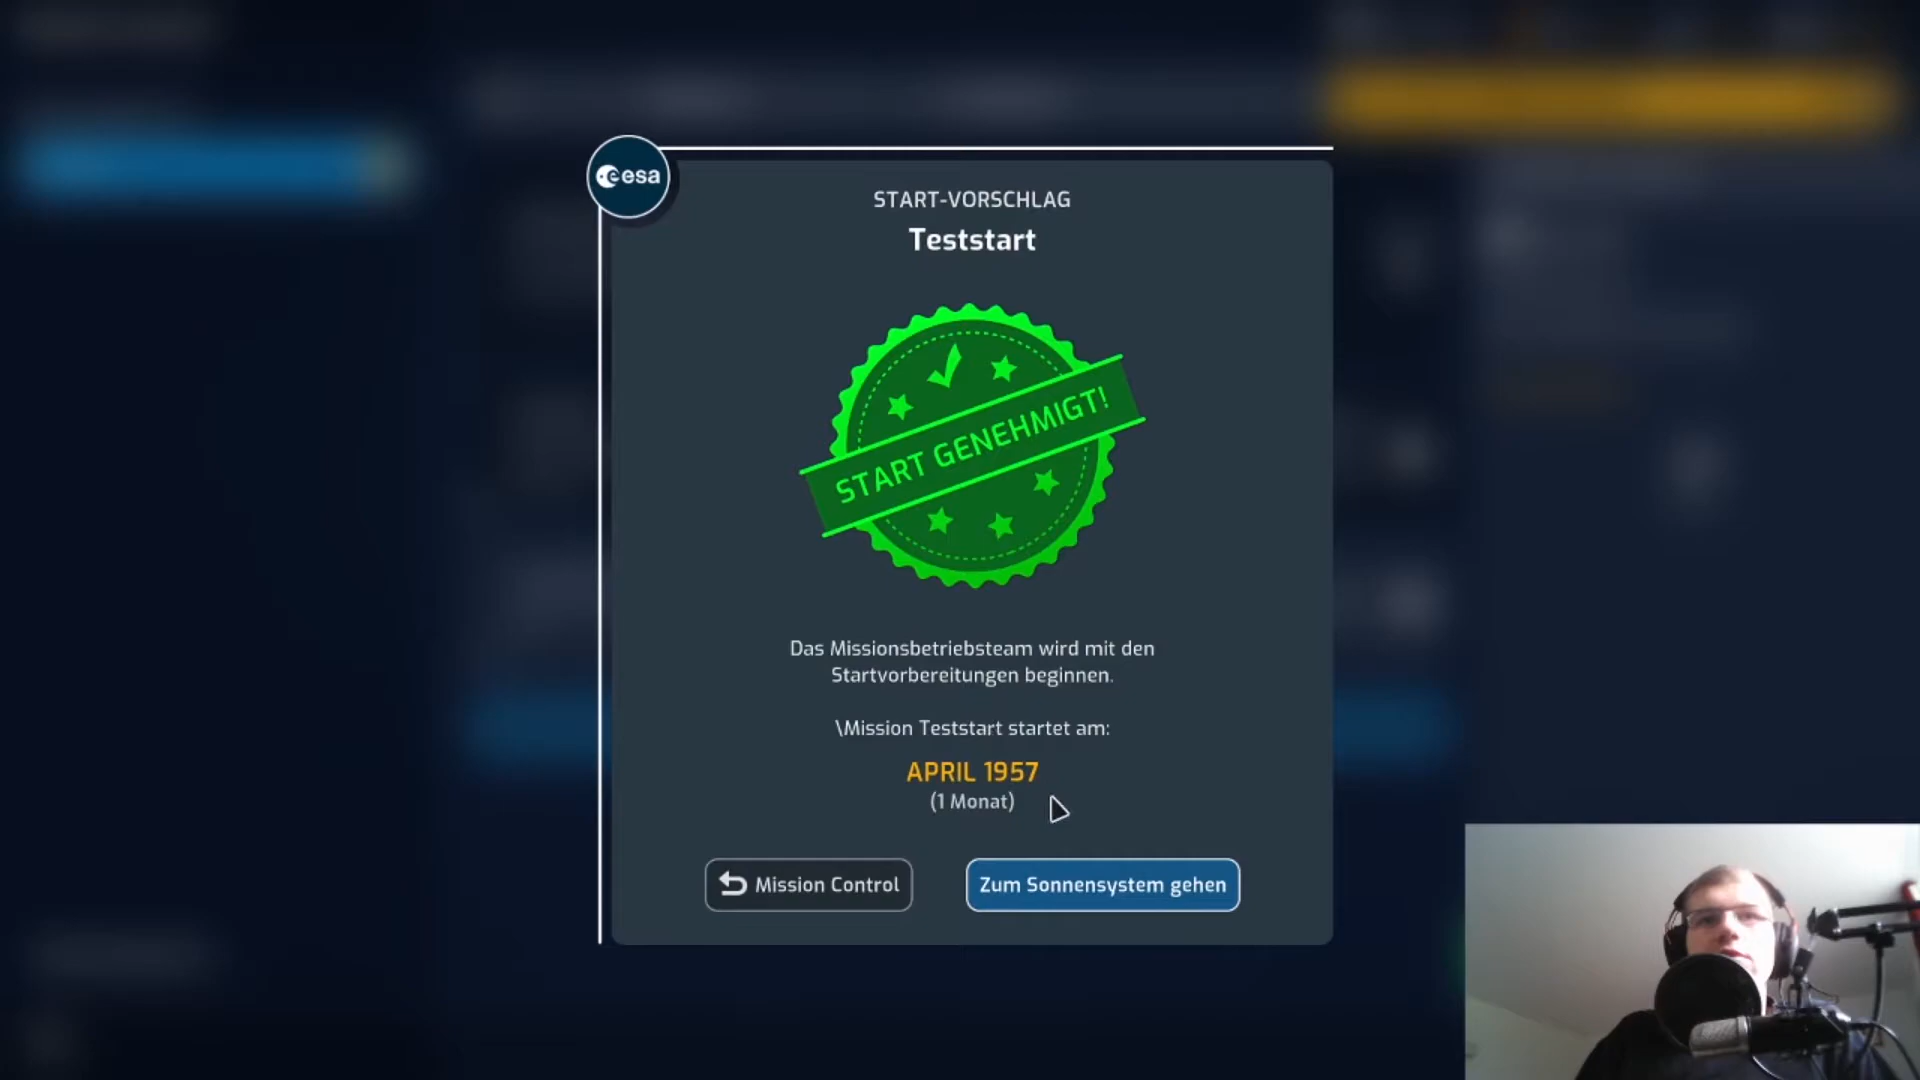 esa
START-VORSCHLAG
Teststart
START GENEHMIGT!
Das Missionsbetriebsteam wird mit den
Startvorbereitungen beginnen.
\Mission Teststart startet am:
APRIL 1957
(1 Monat)
Mission Control
Zum Sonnensystem gehen